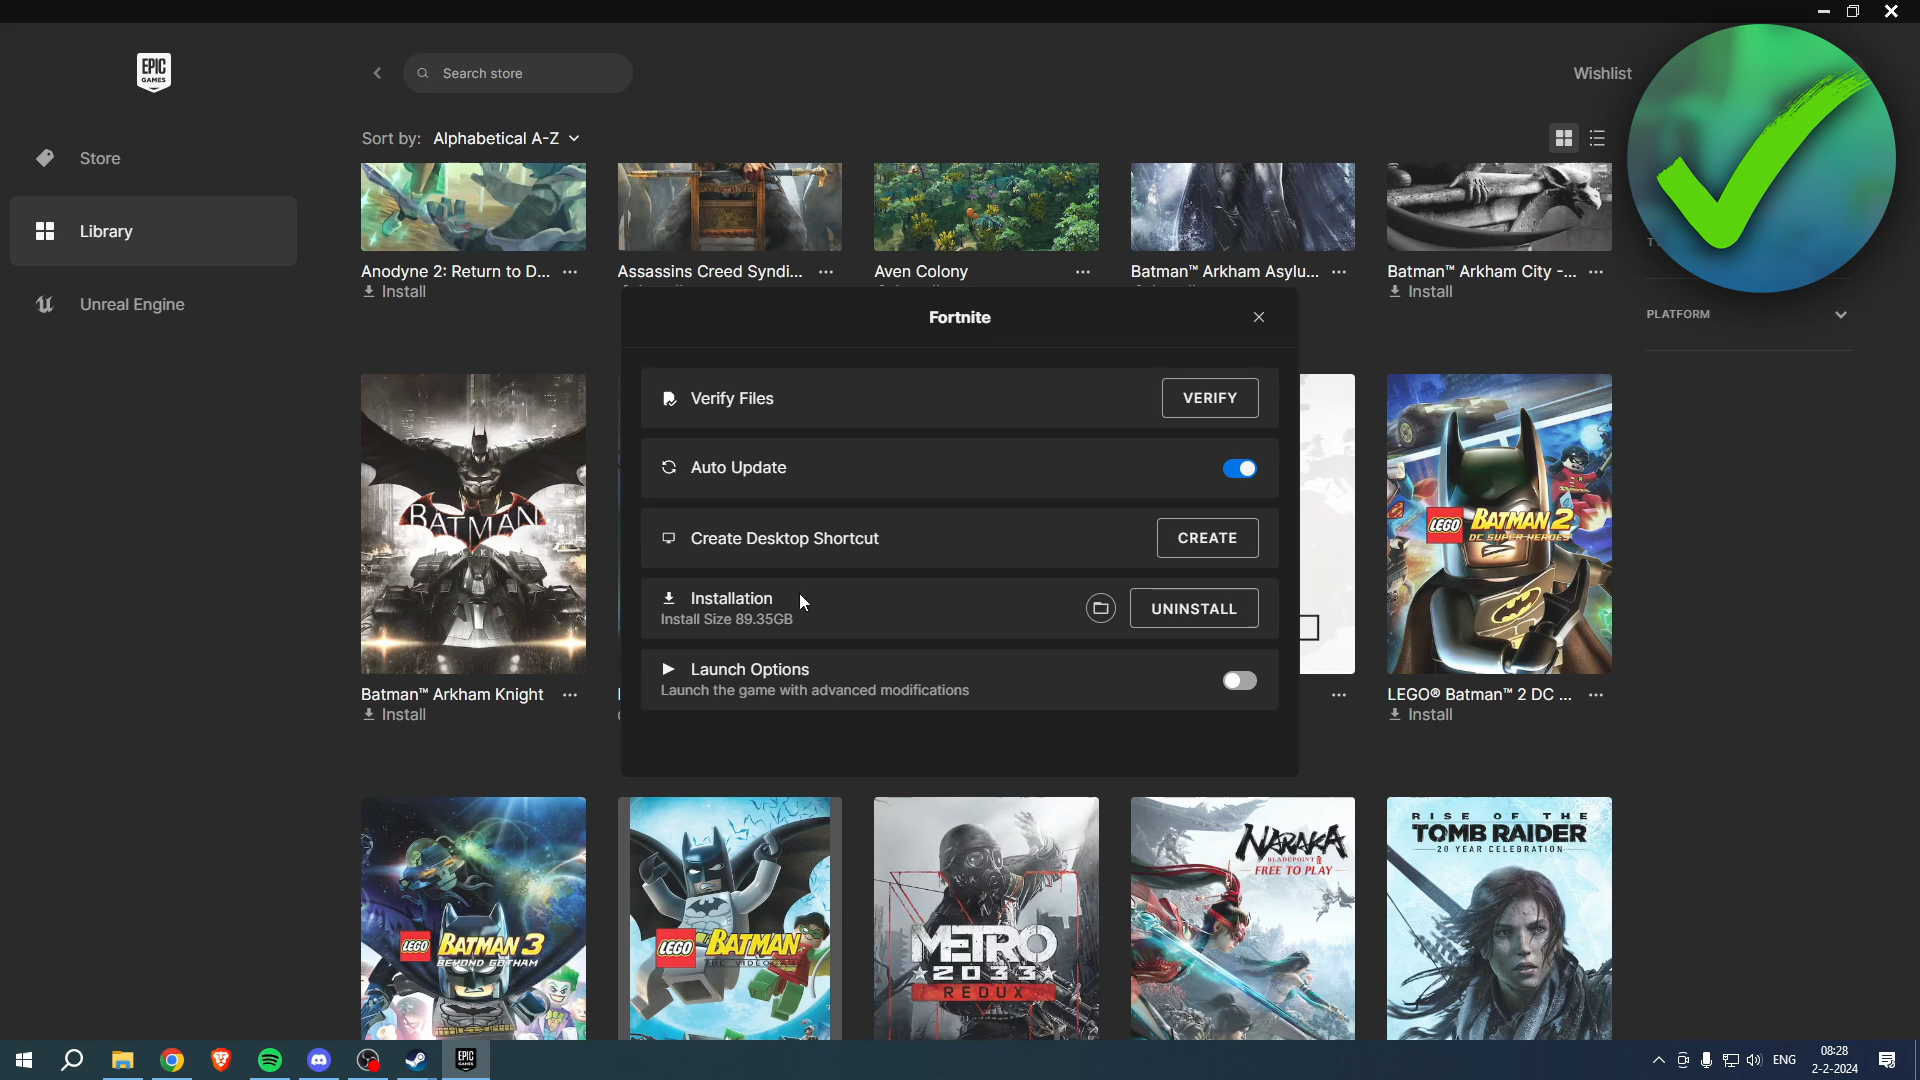 EPIC
GAMES
Search store
Wishlist
Sort by: Alphabetical A-Z
Store
Library
Unreal Engine
Anodyne 2: Return to D...
Install
Assassins Creed Syndi...
Aven Colony
Batman™ Arkham Asylu...
Batman™ Arkham City -...
Install
PLATFORM
Fortnite
Verify Files
VERIFY
Auto Update
Create Desktop Shortcut
CREATE
Installation
Install Size 89.35GB
UNINSTALL
Launch Options
Launch the game with advanced modifications
BATMAN
LEGO BATMAN 2
DC SUPER HEROES
Batman™ Arkham Knight
Install
LEGO® Batman™ 2 DC ...
Install
LEGO BATMAN 3
BEYOND GOTHAM
LEGO BATMAN
METRO
2033
REDUX
NARAKA
BLADEPOINT
FREE TO PLAY
RISE OF THE
TOMB RAIDER
20 YEAR CELEBRATION
EPIC
GAMES
ENG
08:28
2-2-2024